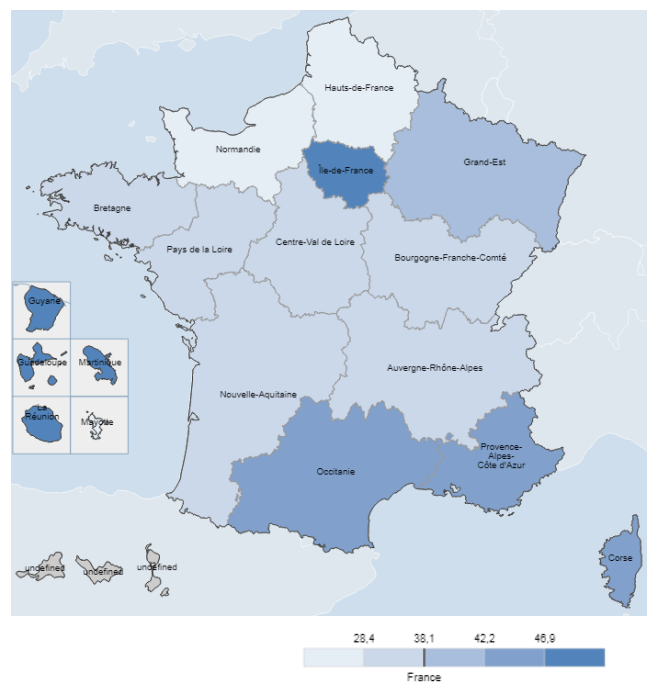 Hauts-de-France
Normandie
Île-de-France
Grand-Est
Bretagne
Pays de la Loire
Centre-Val de Loire
Bourgogne-Franche-Comté
Guyane
Guadeloupe
Martinique
Auvergne-Rhône-Alpes
Nouvelle-Aquitaine
La
Réunion
Mayotte
Provence-
Alpes-
Côte d'Azur
Occitanie
Corse
undefined
undefined
undefined
28,4 38,1 42,2 46,9
France